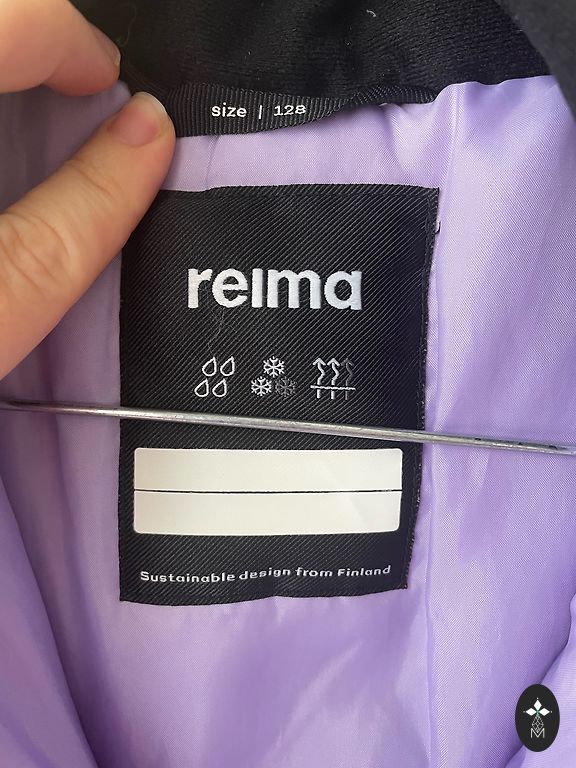 size | 128
reima
Sustainable design from Finland